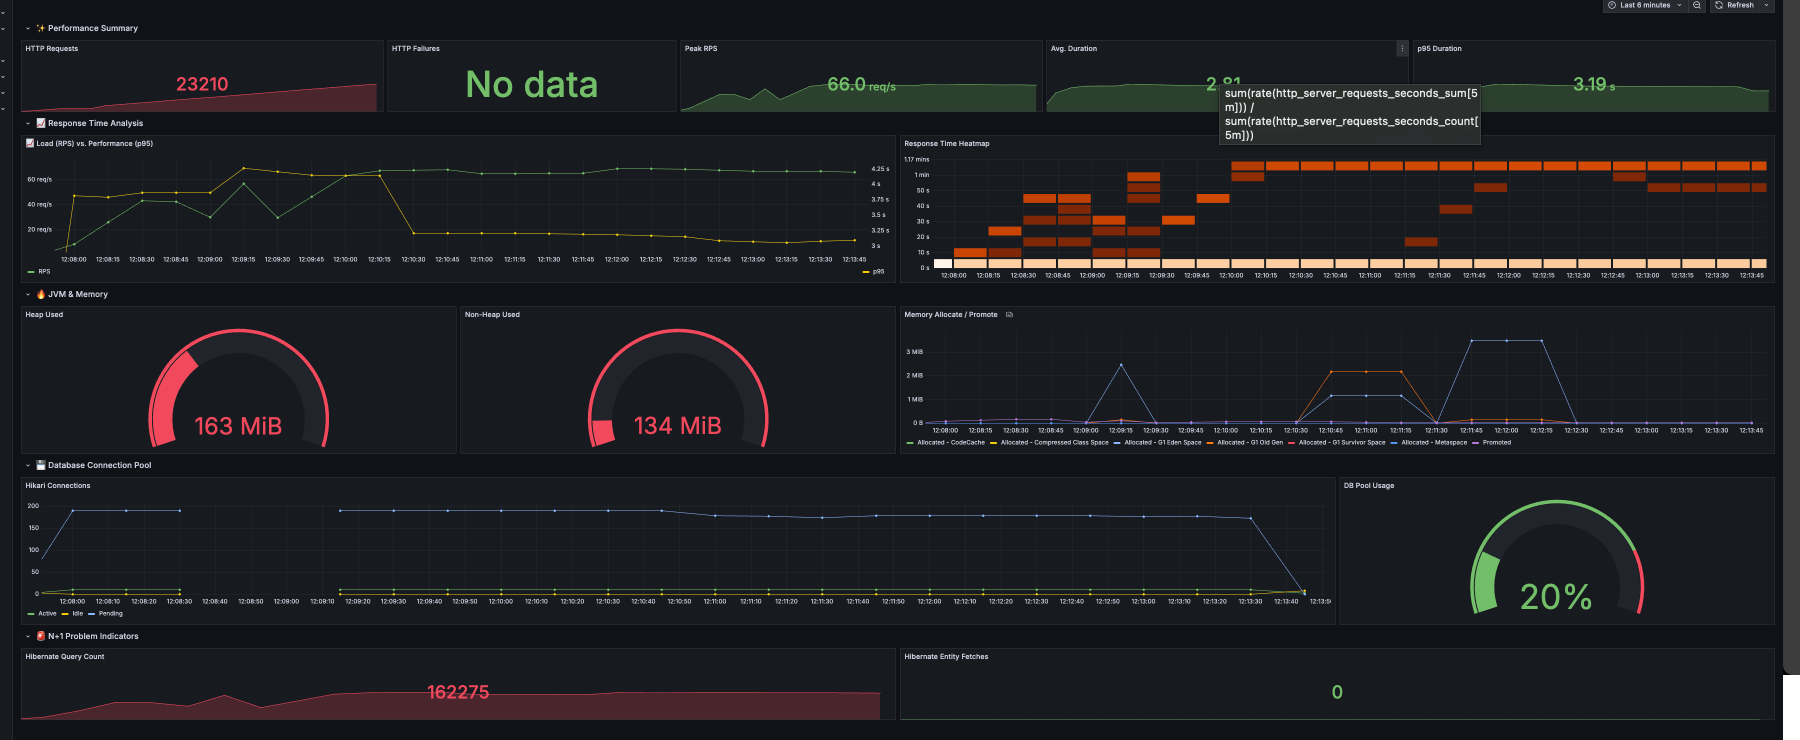 Last 6 minutes
Refresh
✨ Performance Summary
HTTP Requests
23210
HTTP Failures
No data
Peak RPS
66.0 req/s
Avg. Duration
2.81
p95 Duration
3.19 s
sum(rate(http_server_requests_seconds_sum[5
m])) /
sum(rate(http_server_requests_seconds_count[
5m]))
📈 Response Time Analysis
📈 Load (RPS) vs. Performance (p95)
60 req/s
40 req/s
20 req/s
4.25 s
4 s
3.75 s
3.5 s
3.25 s
3 s
12:08:00 12:08:15 12:08:30 12:08:45 12:09:00 12:09:15 12:09:30 12:09:45 12:10:00 12:10:15 12:10:30 12:10:45 12:11:00 12:11:15 12:11:30 12:11:45 12:12:00 12:12:15 12:12:30 12:12:45 12:13:00 12:13:15 12:13:30 12:13:45
RPS
p95
Response Time Heatmap
1.17 mins
1 min
50 s
40 s
30 s
20 s
10 s
0 s
12:08:00 12:08:15 12:08:30 12:08:45 12:09:00 12:09:15 12:09:30 12:09:45 12:10:00 12:10:15 12:10:30 12:10:45 12:11:00 12:11:15 12:11:30 12:11:45 12:12:00 12:12:15 12:12:30 12:12:45 12:13:00 12:13:15 12:13:30 12:13:45
🔥 JVM & Memory
Heap Used
163 MiB
Non-Heap Used
134 MiB
Memory Allocate / Promote
3 MiB
2 MiB
1 MiB
0 B
12:08:00 12:08:15 12:08:30 12:08:45 12:09:00 12:09:15 12:09:30 12:09:45 12:10:00 12:10:15 12:10:30 12:10:45 12:11:00 12:11:15 12:11:30 12:11:45 12:12:00 12:12:15 12:12:30 12:12:45 12:13:00 12:13:15 12:13:30 12:13:45
Allocated - CodeCache Allocated - Compressed Class Space Allocated - G1 Eden Space Allocated - G1 Old Gen Allocated - G1 Survivor Space Allocated - Metaspace Promoted
💾 Database Connection Pool
Hikari Connections
200
150
100
50
0
12:08:00 12:08:10 12:08:20 12:08:30 12:08:40 12:08:50 12:09:00 12:09:10 12:09:20 12:09:30 12:09:40 12:09:50 12:10:00 12:10:10 12:10:20 12:10:30 12:10:40 12:10:50 12:11:00 12:11:10 12:11:20 12:11:30 12:11:40 12:11:50 12:12:00 12:12:10 12:12:20 12:12:30 12:12:40 12:12:50 12:13:00 12:13:10 12:13:20 12:13:30 12:13:40
Active Idle Pending
DB Pool Usage
20%
🚨 N+1 Problem Indicators
Hibernate Query Count
162275
Hibernate Entity Fetches
0